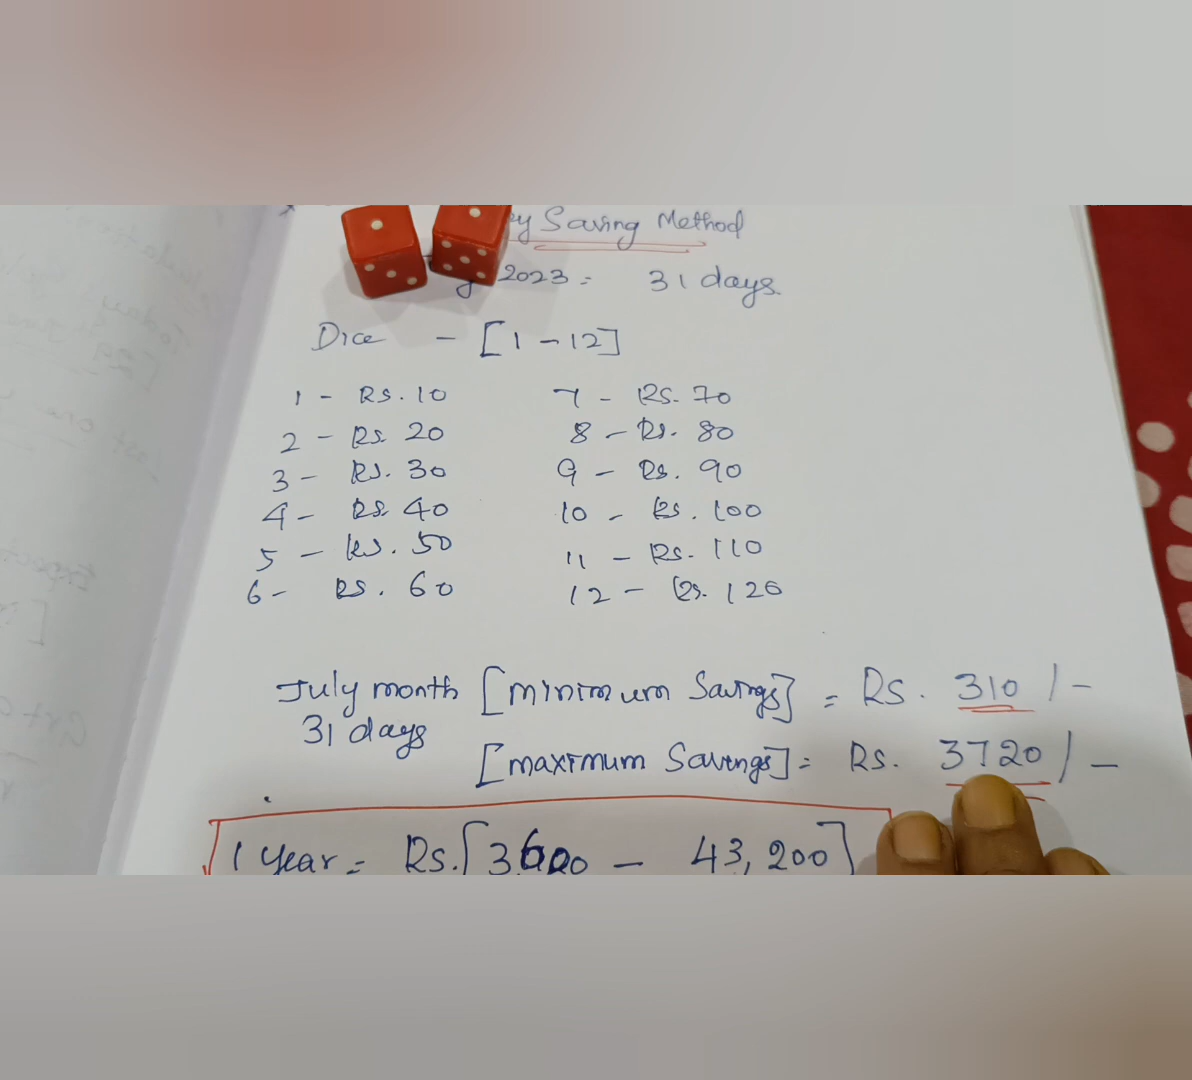 Saving Method
2023 = 31 days.
Dice - [1 - 12]
1 - Rs. 10
2 - Rs. 20
3 - Rs. 30
4 - Rs. 40
5 - Rs. 50
6 - Rs. 60
7 - Rs. 70
8 - Rs. 80
9 - Rs. 90
10 - Rs. 100
11 - Rs. 110
12 - Rs. 120
July month [minimum Savings] = Rs. 310/-
31 days
[maximum Savings] = Rs. 3720/-
1 year = Rs. [3600 - 43,200]